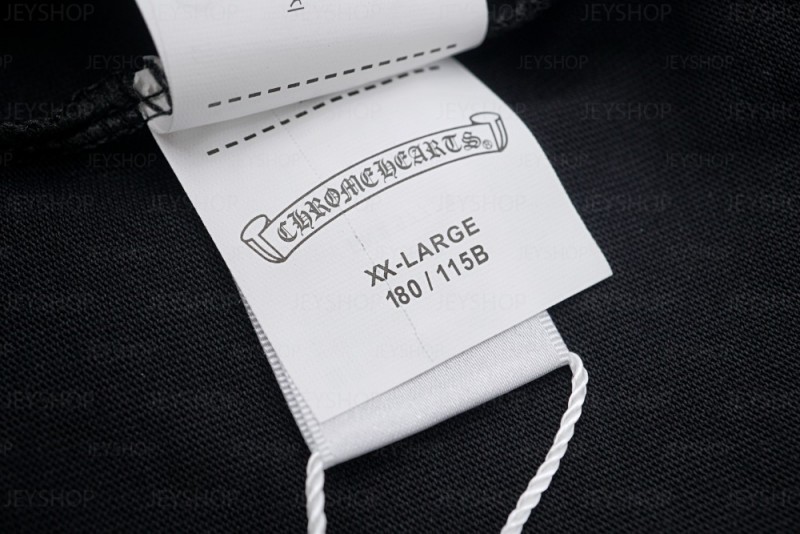 CHROME HEARTS®
XX-LARGE
180 / 115B
JEYSHOP